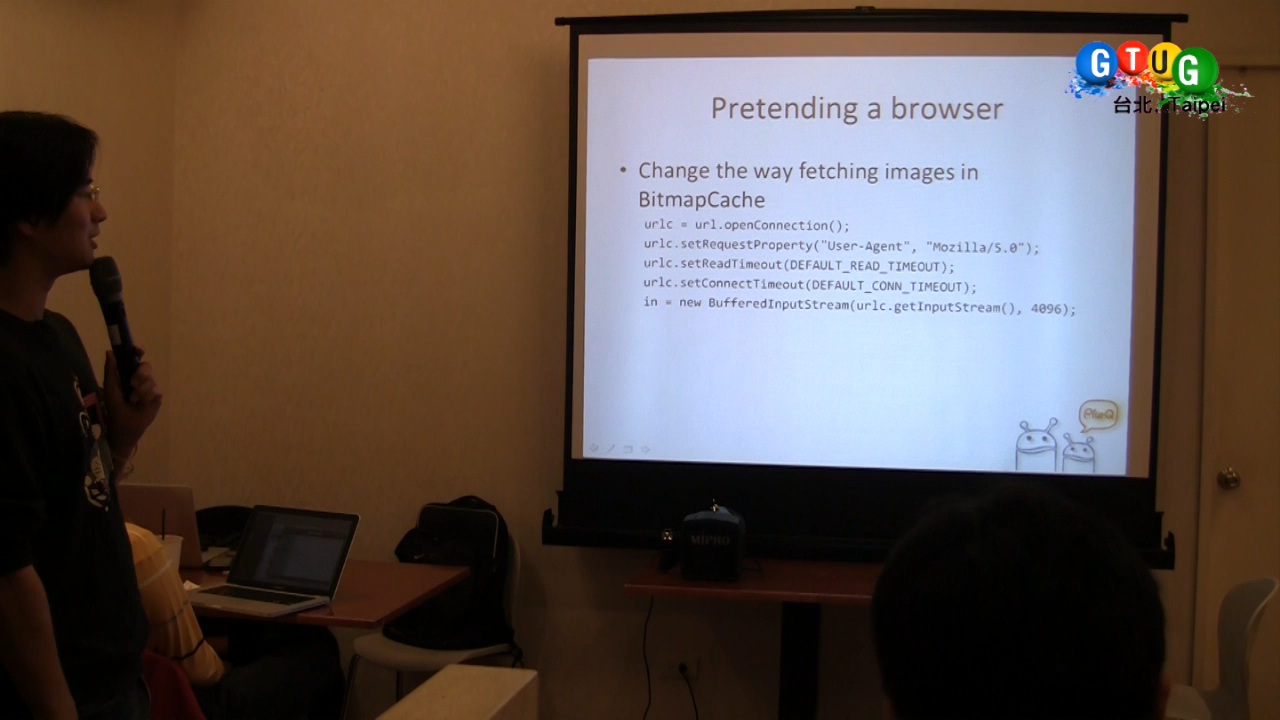 GTUG
台北.Taipei
Pretending a browser
• Change the way fetching images in
BitmapCache
urlc = url.openConnection();
urlc.setRequestProperty("User-Agent", "Mozilla/5.0");
urlc.setReadTimeout(DEFAULT_READ_TIMEOUT);
urlc.setConnectTimeout(DEFAULT_CONN_TIMEOUT);
in = new BufferedInputStream(urlc.getInputStream(), 4096);
MIPRO